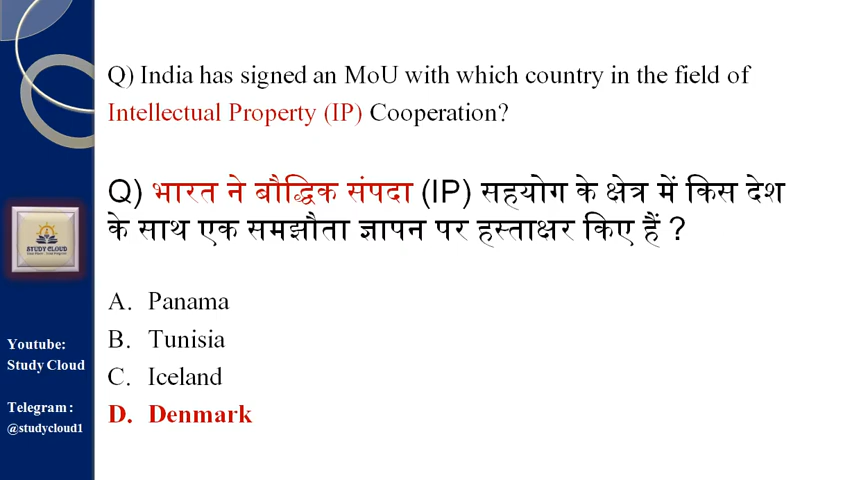 Q) India has signed an MoU with which country in the field of
Intellectual Property (IP) Cooperation?
Q) भारत ने बौद्धिक संपदा (IP) सहयोग के क्षेत्र में किस देश
के साथ एक समझौता ज्ञापन पर हस्ताक्षर किए हैं ?
STUDY CLOUD
A. Panama
B. Tunisia
C. Iceland
D. Denmark
Youtube:
Study Cloud
Telegram :
@studycloud1